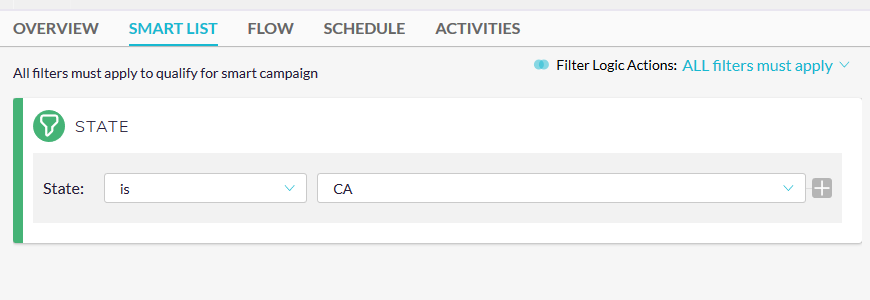 OVERVIEW SMART LIST FLOW SCHEDULE ACTIVITIES
All filters must apply to qualify for smart campaign
Filter Logic Actions: ALL filters must apply
STATE
State: is CA